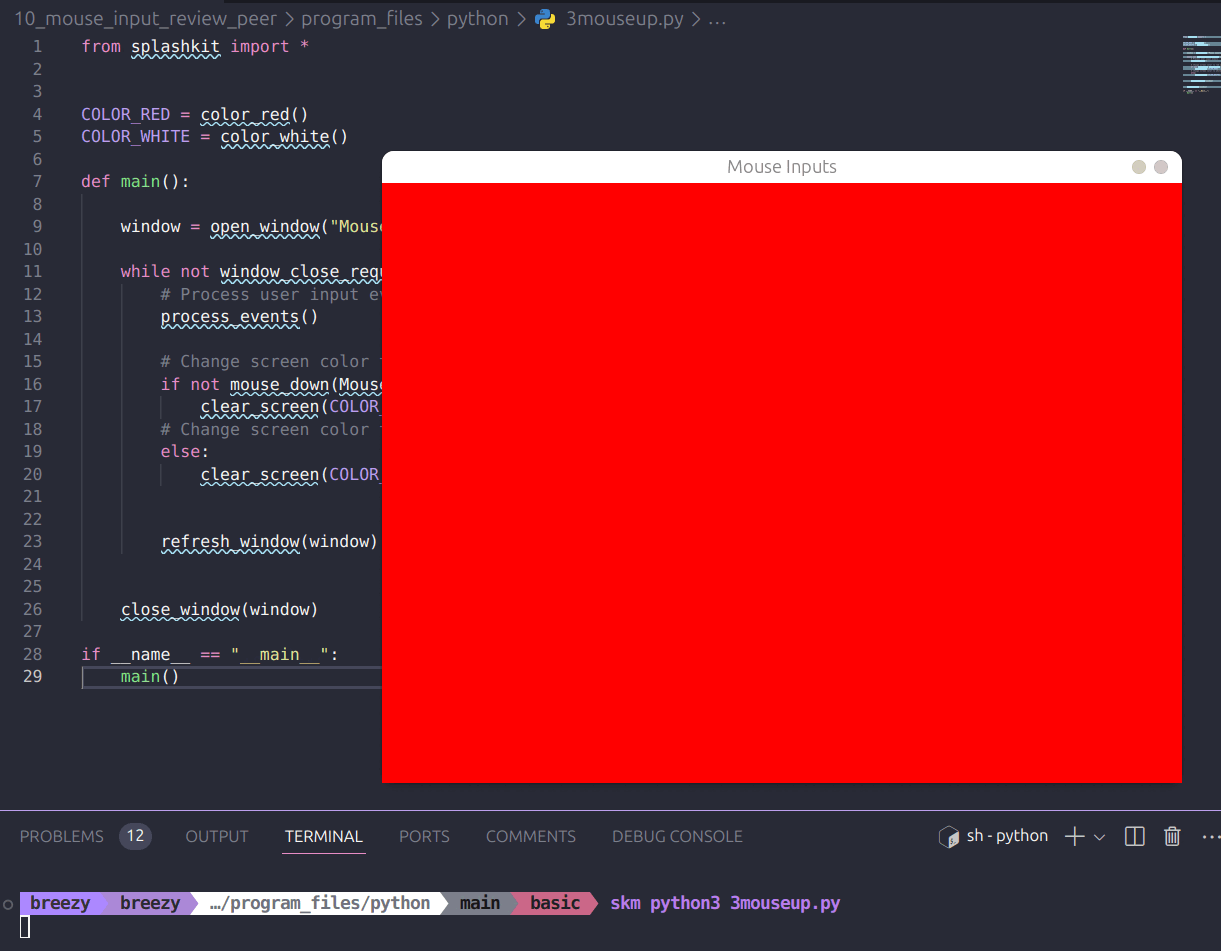 10_mouse_input_review_peer > program_files > python > 3mouseup.py > ...
1 from splashkit import *
2
3
4 COLOR_RED = color_red()
5 COLOR_WHITE = color_white()
6
7 def main():
8
9 window = open_window("Mous
10
11 while not window_close_requ
12 # Process user input ev
13 process_events()
14
15 # Change screen color
16 if not mouse_down(Mouse
17 clear_screen(COLOR_
18 # Change screen color
19 else:
20 clear_screen(COLOR_
21
22
23 refresh_window(window)
24
25
26 close_window(window)
27
28 if __name__ == "__main__":
29 main()
Mouse Inputs
PROBLEMS 12 OUTPUT TERMINAL PORTS COMMENTS DEBUG CONSOLE sh - python
breezy breezy …/program_files/python main basic skm python3 3mouseup.py